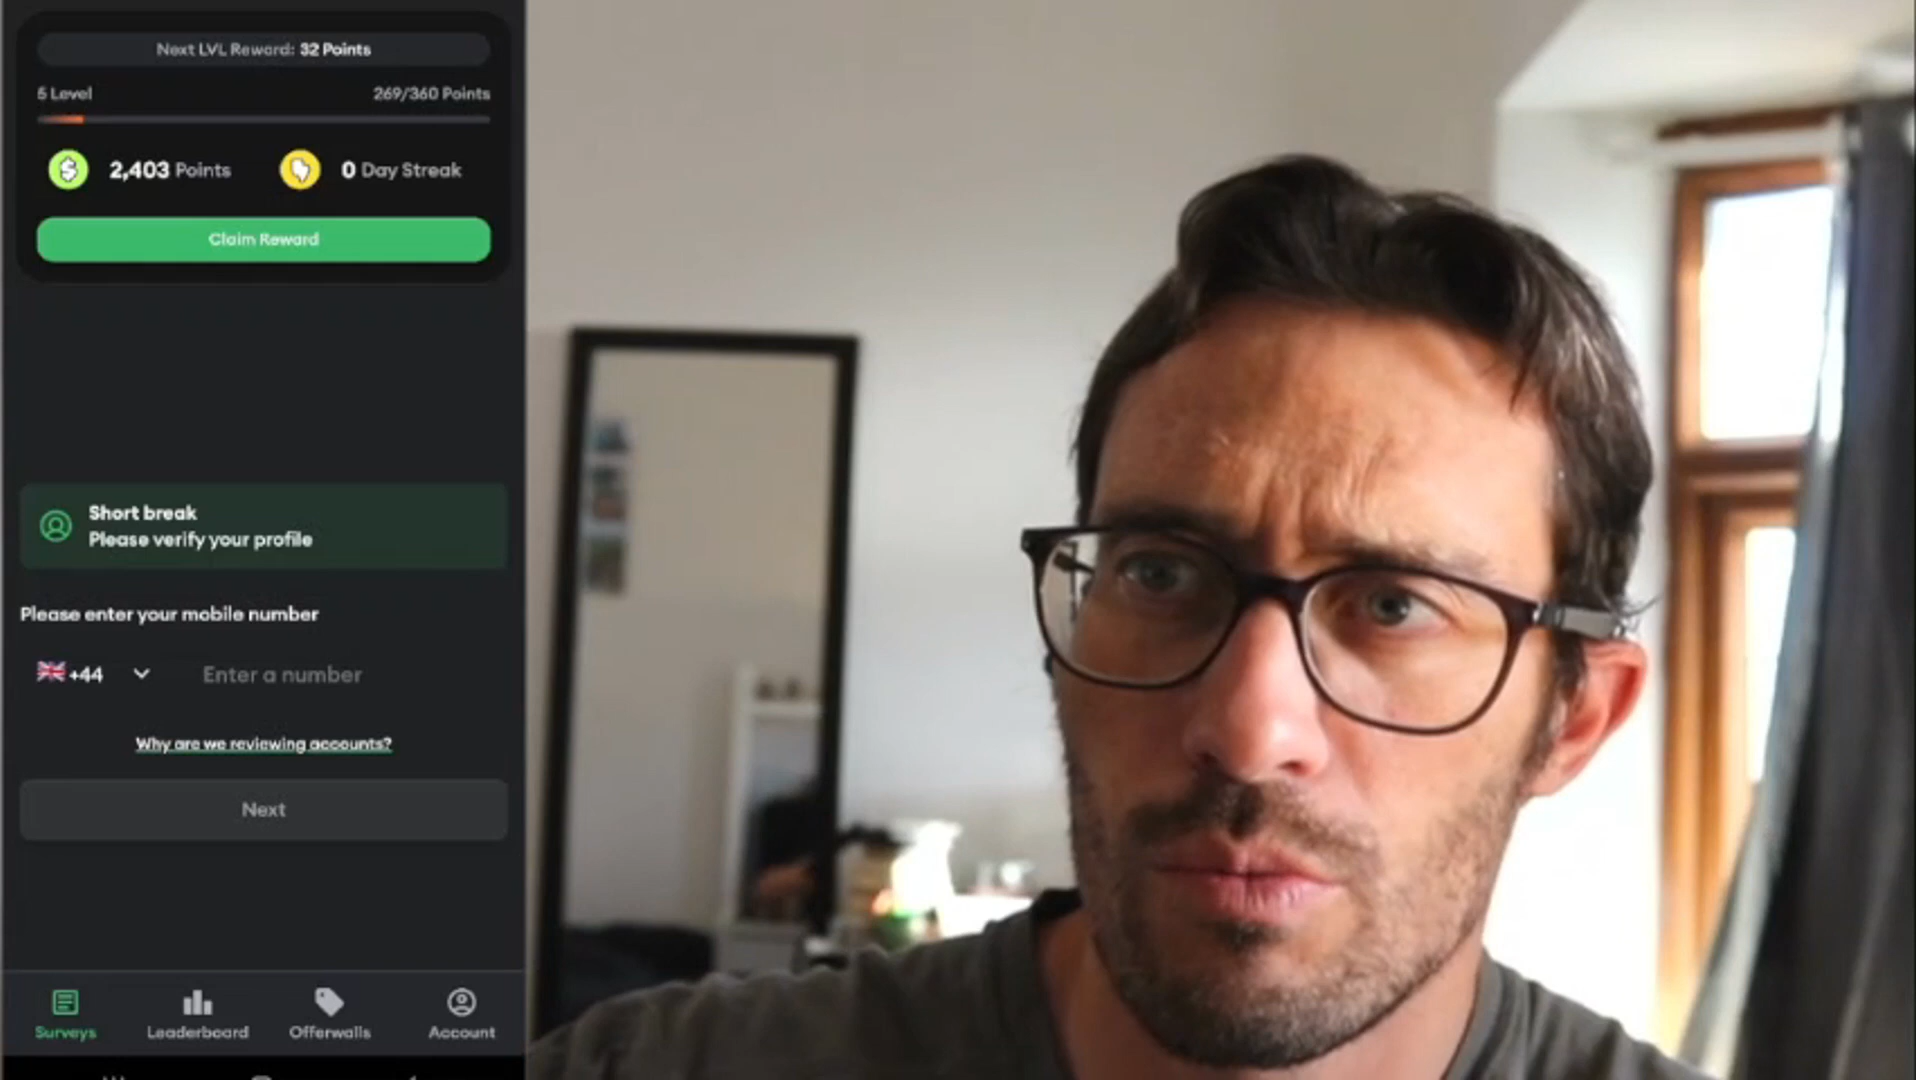 Next LVL Reward: 32 Points
5 Level
269/360 Points
2,403 Points
0 Day Streak
Claim Reward
Short break
Please verify your profile
Please enter your mobile number
+44
Enter a number
Why are we reviewing accounts?
Next
Surveys
Leaderboard
Offerwalls
Account